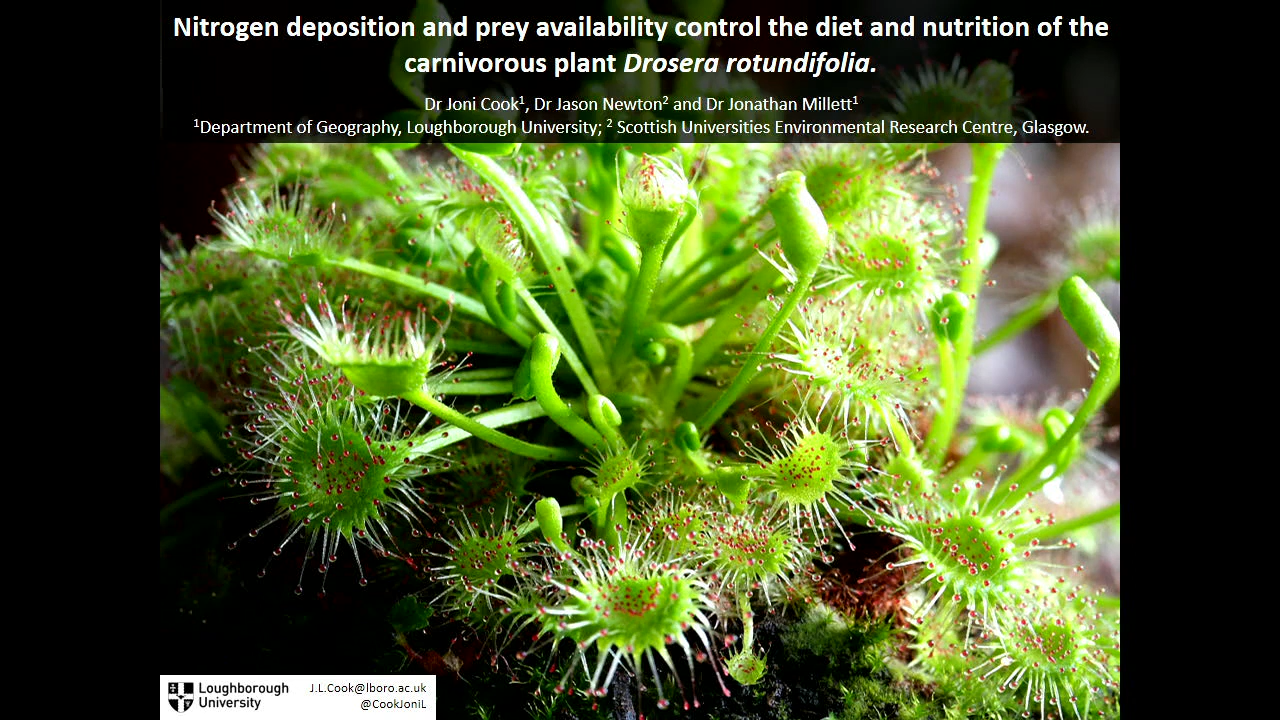 Nitrogen deposition and prey availability control the diet and nutrition of the
carnivorous plant Drosera rotundifolia.
Dr Joni Cook¹, Dr Jason Newton² and Dr Jonathan Millett¹
¹Department of Geography, Loughborough University; ² Scottish Universities Environmental Research Centre, Glasgow.
Loughborough
University
J.L.Cook@lboro.ac.uk
@CookJoniL